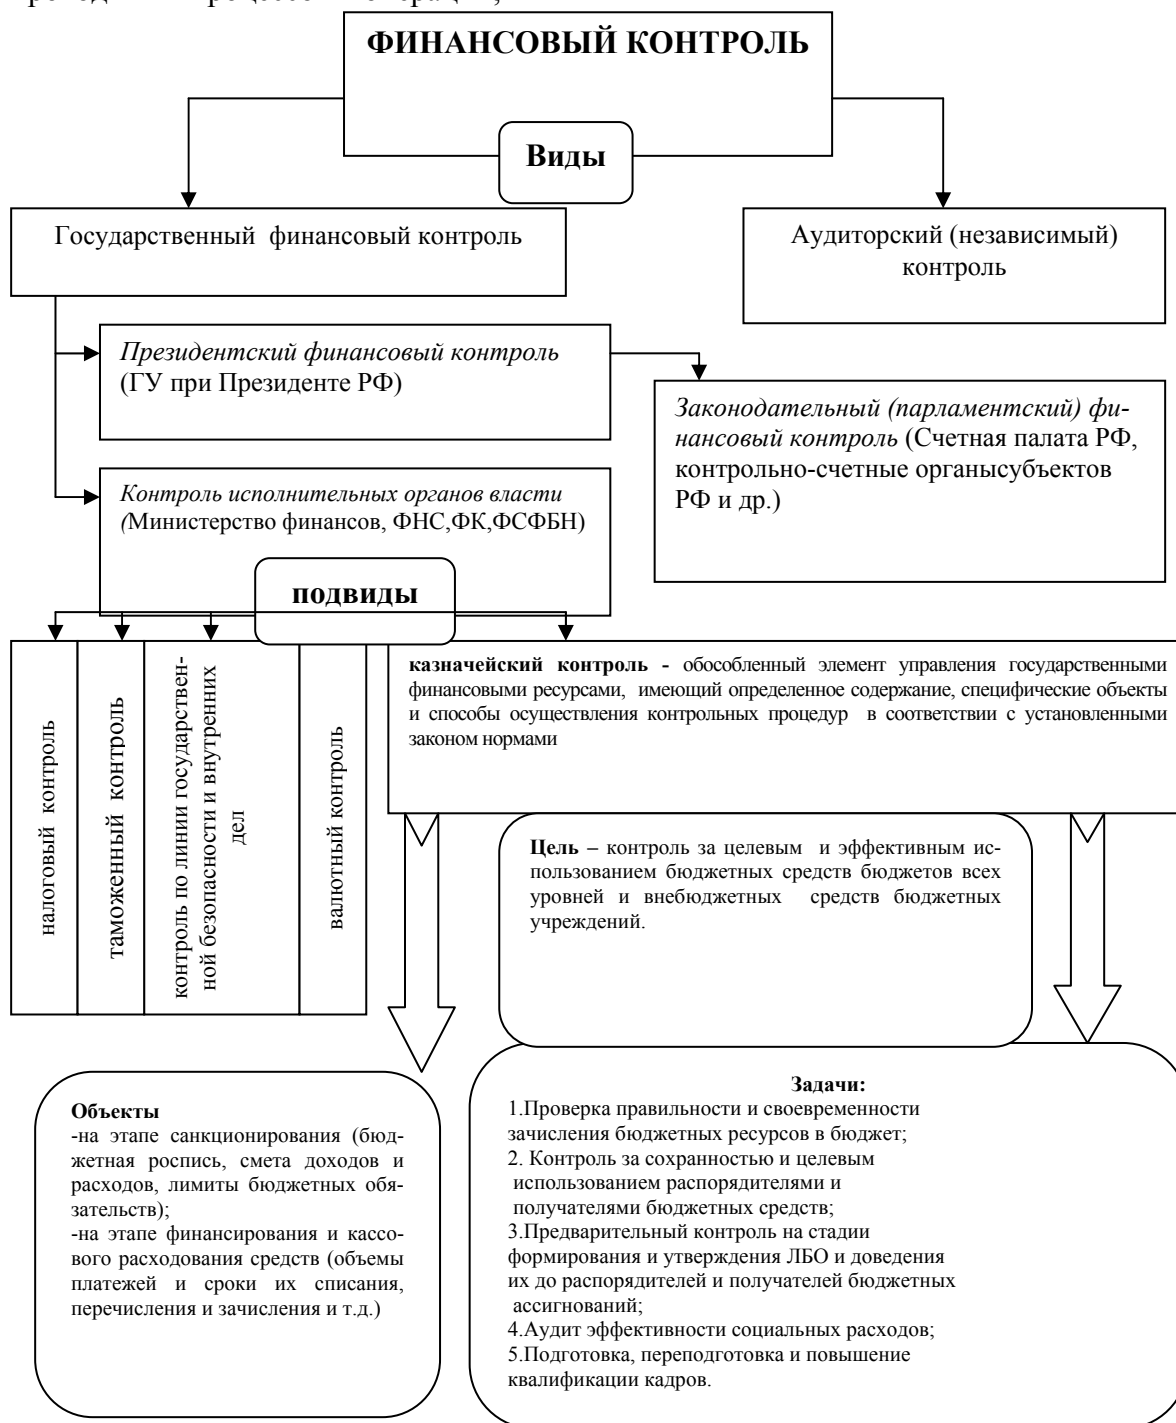 ФИНАНСОВЫЙ КОНТРОЛЬ
Виды
Государственный финансовый контроль
Аудиторский (независимый)
контроль
Президентский финансовый контроль
(ГУ при Президенте РФ)
Законодательный (парламентский) фи-
нансовый контроль (Счетная палата РФ,
контрольно-счетные органысубъектов
РФ и др.)
Контроль исполнительных органов власти
(Министерство финансов, ФНС,ФК,ФСФБН)
подвиды
налоговый контроль
таможенный контроль
контроль по линии государствен-
ной безопасности и внутренних
дел
валютный контроль
казначейский контроль - обособленный элемент управления государственными
финансовыми ресурсами, имеющий определенное содержание, специфические объекты
и способы осуществления контрольных процедур в соответствии с установленными
законом нормами
Цель – контроль за целевым и эффективным ис-
пользованием бюджетных средств бюджетов всех
уровней и внебюджетных средств бюджетных
учреждений.
Объекты
-на этапе санкционирования (бюд-
жетная роспись, смета доходов и
расходов, лимиты бюджетных обя-
зательств);
-на этапе финансирования и кассо-
вого расходования средств (объемы
платежей и сроки их списания,
перечисления и зачисления и т.д.)
Задачи:
1.Проверка правильности и своевременности
зачисления бюджетных ресурсов в бюджет;
2. Контроль за сохранностью и целевым
использованием распорядителями и
получателями бюджетных средств;
3.Предварительный контроль на стадии
формирования и утверждения ЛБО и доведения
их до распорядителей и получателей бюджетных
ассигнований;
4.Аудит эффективности социальных расходов;
5.Подготовка, переподготовка и повышение
квалификации кадров.